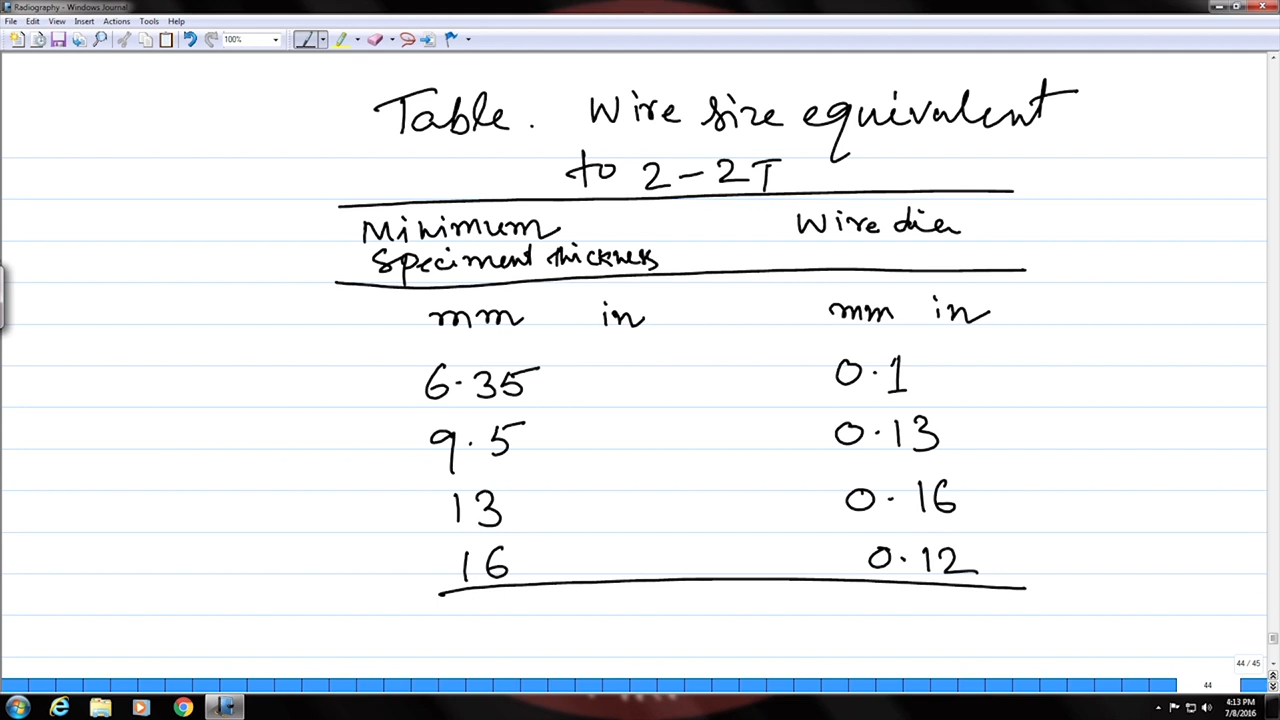 Radiography - Windows Journal
File Edit View Insert Actions Tools Help
100%
Table. Wire size equivalent
to 2-2T
Minimum Wire dia
Speciment thickness
mm in mm in
6.35 0.1
9.5 0.13
13 0.16
16 0.12
44 / 45
44
4:13 PM
7/8/2016